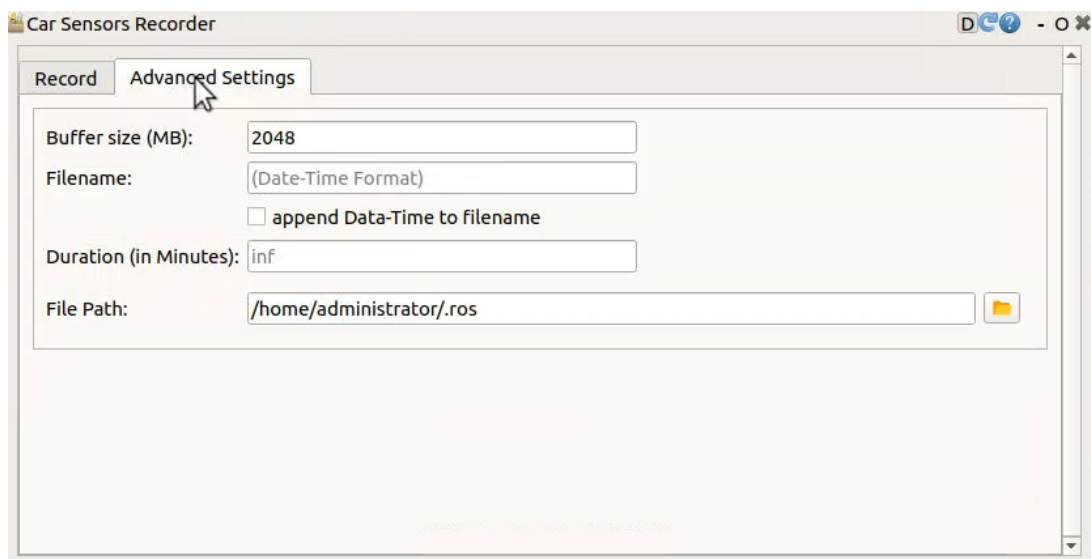 Car Sensors Recorder D ? - O ✖
Record Advanced Settings
Buffer size (MB): 2048
Filename: (Date-Time Format)
append Data-Time to filename
Duration (in Minutes): inf
File Path: /home/administrator/.ros